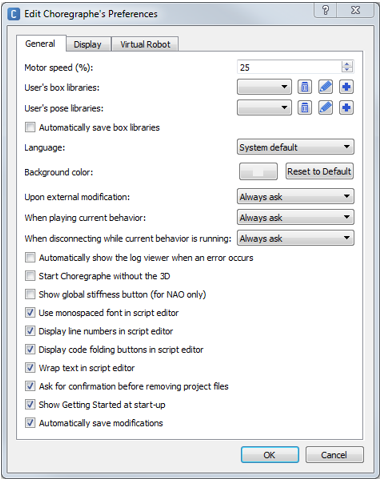 C Edit Choregraphe's Preferences
General Display Virtual Robot
Motor speed (%): 25
User's box libraries:
User's pose libraries:
Automatically save box libraries
Language: System default
Background color: Reset to Default
Upon external modification: Always ask
When playing current behavior: Always ask
When disconnecting while current behavior is running: Always ask
Automatically show the log viewer when an error occurs
Start Choregraphe without the 3D
Show global stiffness button (for NAO only)
Use monospaced font in script editor
Display line numbers in script editor
Display code folding buttons in script editor
Wrap text in script editor
Ask for confirmation before removing project files
Show Getting Started at start-up
Automatically save modifications
OK Cancel